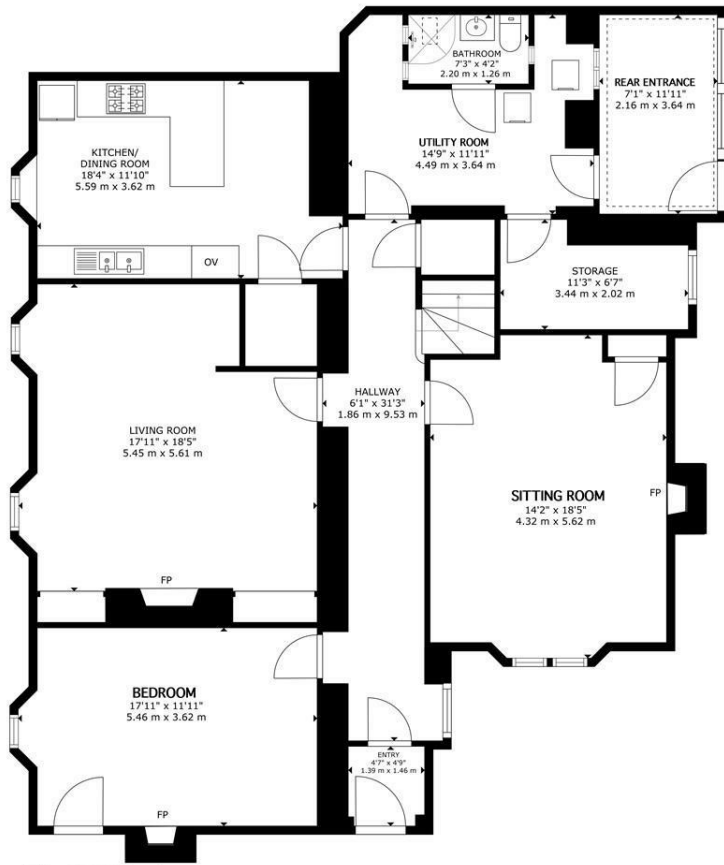 BATHROOM
7'3" x 4'2"
2.20 m x 1.26 m
REAR ENTRANCE
7'1" x 11'11"
2.16 m x 3.64 m
UTILITY ROOM
14'9" x 11'11"
4.49 m x 3.64 m
KITCHEN/
DINING ROOM
18'4" x 11'10"
5.59 m x 3.62 m
OV
STORAGE
11'3" x 6'7"
3.44 m x 2.02 m
HALLWAY
6'1" x 31'3"
1.86 m x 9.53 m
LIVING ROOM
17'11" x 18'5"
5.45 m x 5.61 m
FP
SITTING ROOM
14'2" x 18'5"
4.32 m x 5.62 m
FP
BEDROOM
17'11" x 11'11"
5.46 m x 3.62 m
FP
ENTRY
4'7" x 4'9"
1.39 m x 1.46 m